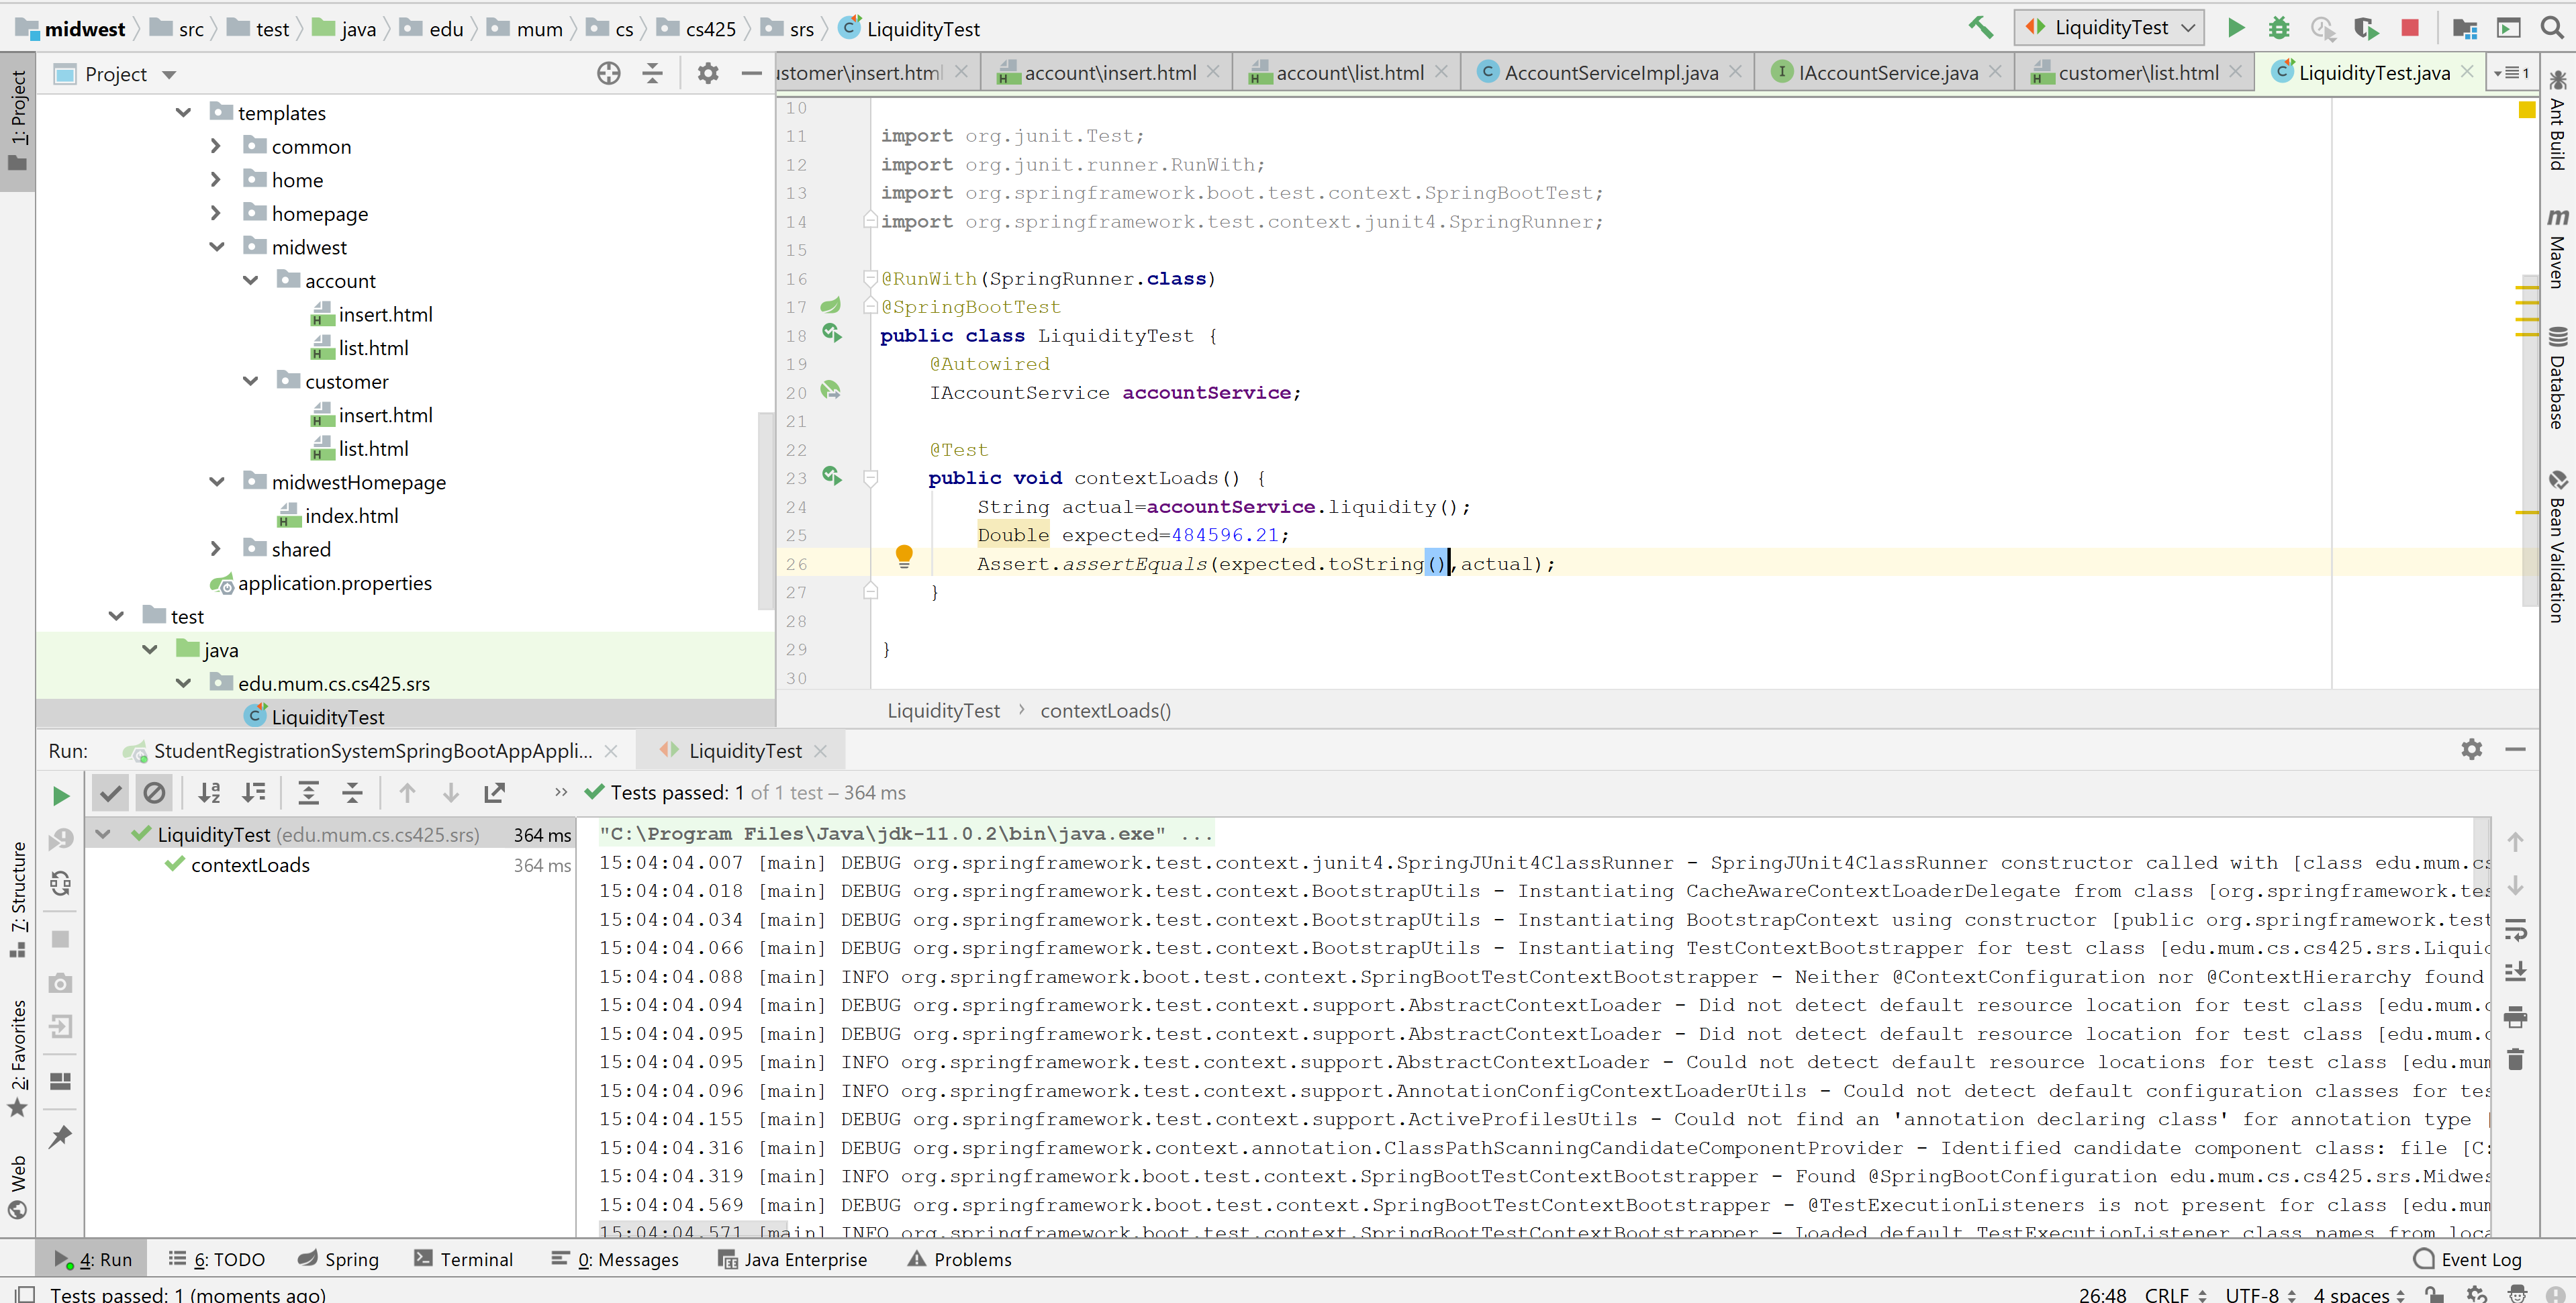 midwest src test java edu mum cs cs425 srs LiquidityTest
LiquidityTest
Project
ustomer\insert.html account\insert.html account\list.html AccountServiceImpl.java IAccountService.java customer\list.html LiquidityTest.java 1
1: Project
7: Structure
2: Favorites
Web
templates
common
home
homepage
midwest
account
insert.html
list.html
customer
insert.html
list.html
midwestHomepage
index.html
shared
application.properties
test
java
edu.mum.cs.cs425.srs
LiquidityTest
10
11 import org.junit.Test;
12 import org.junit.runner.RunWith;
13 import org.springframework.boot.test.context.SpringBootTest;
14 import org.springframework.test.context.junit4.SpringRunner;
15
16 @RunWith(SpringRunner.class)
17 @SpringBootTest
18 public class LiquidityTest {
19 @Autowired
20 IAccountService accountService;
21
22 @Test
23 public void contextLoads() {
24 String actual=accountService.liquidity();
25 Double expected=484596.21;
26 Assert.assertEquals(expected.toString(),actual);
27 }
28
29 }
30
LiquidityTest › contextLoads()
Ant Build
Maven
Database
Bean Validation
Run: StudentRegistrationSystemSpringBootAppAppli... LiquidityTest
Tests passed: 1 of 1 test – 364 ms
LiquidityTest (edu.mum.cs.cs425.srs) 364 ms
contextLoads 364 ms
"C:\Program Files\Java\jdk-11.0.2\bin\java.exe" ...
15:04:04.007 [main] DEBUG org.springframework.test.context.junit4.SpringJUnit4ClassRunner - SpringJUnit4ClassRunner constructor called with [class edu.mum.cs
15:04:04.018 [main] DEBUG org.springframework.test.context.BootstrapUtils - Instantiating CacheAwareContextLoaderDelegate from class [org.springframework.tes
15:04:04.034 [main] DEBUG org.springframework.test.context.BootstrapUtils - Instantiating BootstrapContext using constructor [public org.springframework.test
15:04:04.066 [main] DEBUG org.springframework.test.context.BootstrapUtils - Instantiating TestContextBootstrapper for test class [edu.mum.cs.cs425.srs.Liquid
15:04:04.088 [main] INFO org.springframework.boot.test.context.SpringBootTestContextBootstrapper - Neither @ContextConfiguration nor @ContextHierarchy found
15:04:04.094 [main] DEBUG org.springframework.test.context.support.AbstractContextLoader - Did not detect default resource location for test class [edu.mum.c
15:04:04.095 [main] DEBUG org.springframework.test.context.support.AbstractContextLoader - Did not detect default resource location for test class [edu.mum.c
15:04:04.095 [main] INFO org.springframework.test.context.support.AbstractContextLoader - Could not detect default resource locations for test class [edu.mum
15:04:04.096 [main] INFO org.springframework.test.context.support.AnnotationConfigContextLoaderUtils - Could not detect default configuration classes for tes
15:04:04.155 [main] DEBUG org.springframework.test.context.support.ActiveProfilesUtils - Could not find an 'annotation declaring class' for annotation type [
15:04:04.316 [main] DEBUG org.springframework.context.annotation.ClassPathScanningCandidateComponentProvider - Identified candidate component class: file [C:
15:04:04.319 [main] INFO org.springframework.boot.test.context.SpringBootTestContextBootstrapper - Found @SpringBootConfiguration edu.mum.cs.cs425.srs.Midwes
15:04:04.569 [main] DEBUG org.springframework.boot.test.context.SpringBootTestContextBootstrapper - @TestExecutionListeners is not present for class [edu.mum
15:04:04.571 [main] INFO org.springframework.boot.test.context.SpringBootTestContextBootstrapper - Loaded default TestExecutionListener class names from loca
4: Run 6: TODO Spring Terminal 0: Messages Java Enterprise Problems Event Log
Tests passed: 1 (moments ago) 26:48 CRLF UTF-8 4 spaces